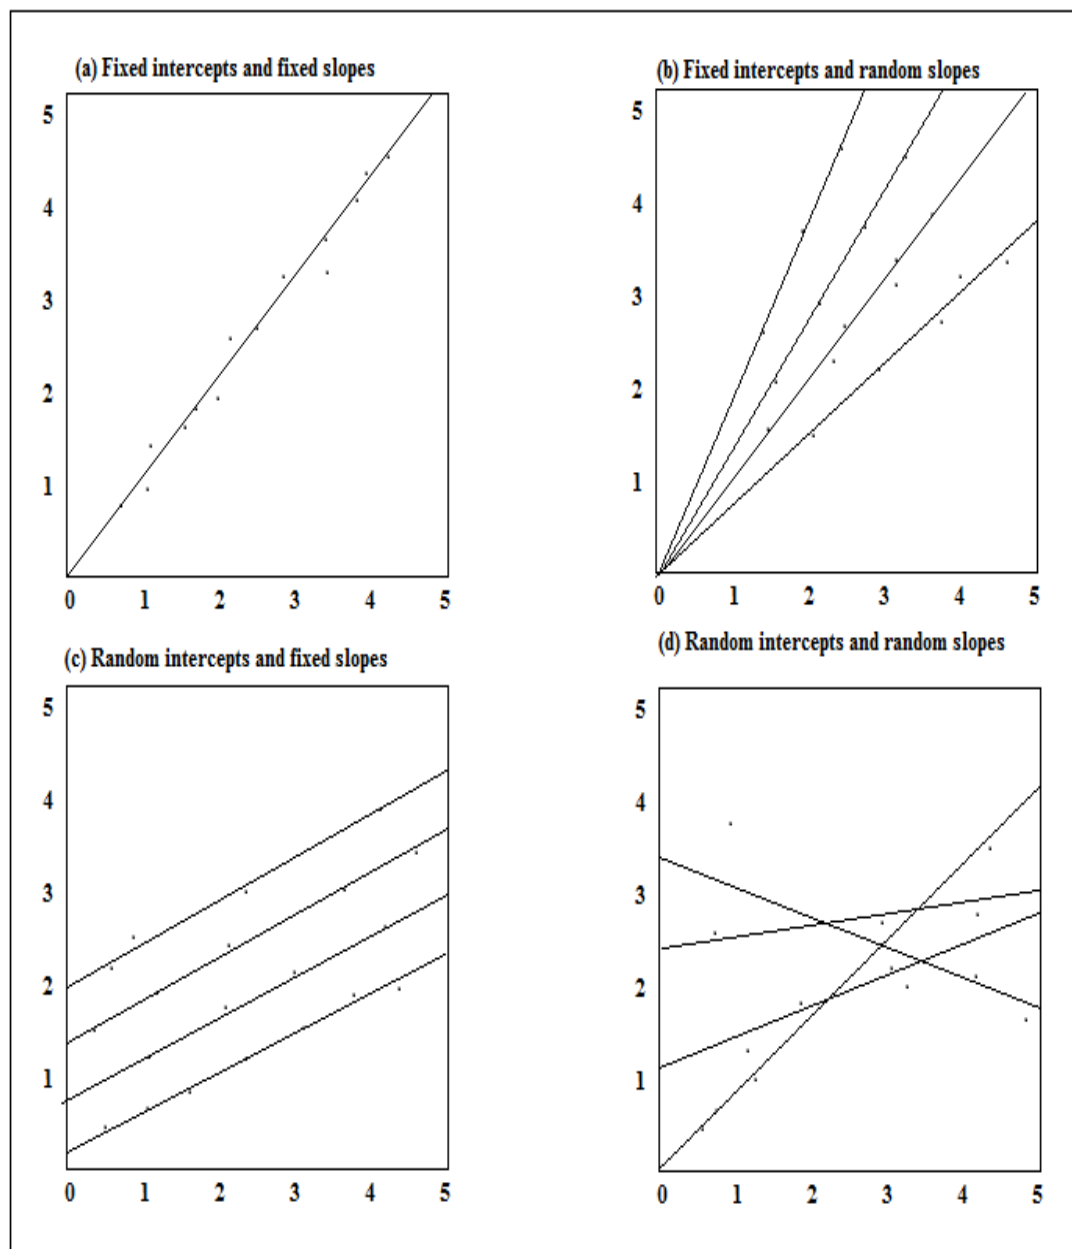 (a) Fixed intercepts and fixed slopes
5
4
3
2
1
0 1 2 3 4 5
(b) Fixed intercepts and random slopes
5
4
3
2
1
0 1 2 3 4 5
(c) Random intercepts and fixed slopes
5
4
3
2
1
0 1 2 3 4 5
(d) Random intercepts and random slopes
5
4
3
2
1
0 1 2 3 4 5